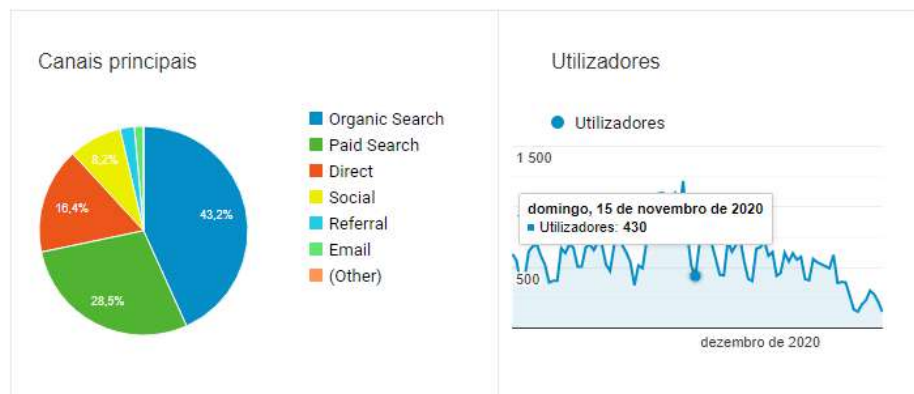 Canais principais
Organic Search
Paid Search
Direct
Social
Referral
Email
(Other)
8,2%
16,4%
43,2%
28,5%
Utilizadores
Utilizadores
1 500
domingo, 15 de novembro de 2020
Utilizadores: 430
500
dezembro de 2020